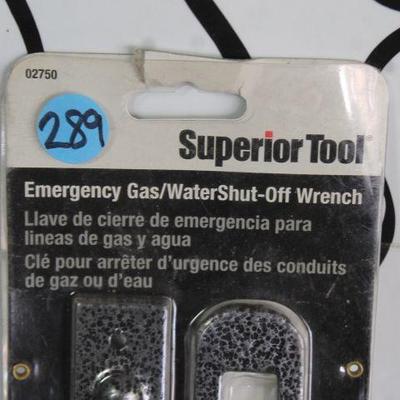 02750
289
Superior Tool
Emergency Gas/WaterShut-Off Wrench
Llave de cierre de emergencia para
lineas de gas y agua
Clé pour arrêter d'urgence des conduits
de gaz ou d'eau